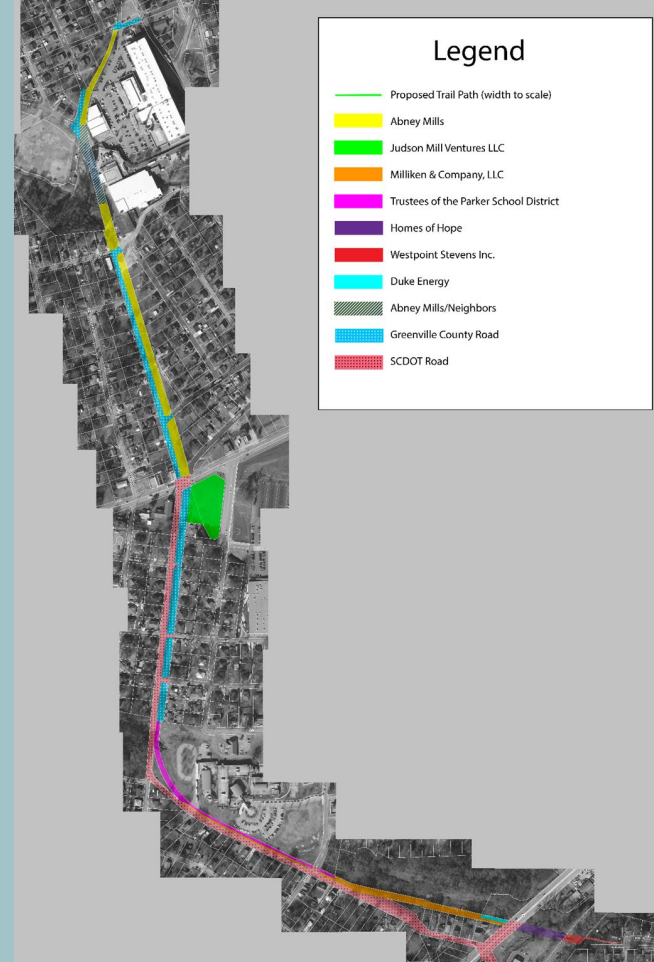 Legend
Proposed Trail Path (width to scale)
Abney Mills
Judson Mill Ventures LLC
Milliken & Company, LLC
Trustees of the Parker School District
Homes of Hope
Westpoint Stevens Inc.
Duke Energy
Abney Mills/Neighbors
Greenville County Road
SCDOT Road